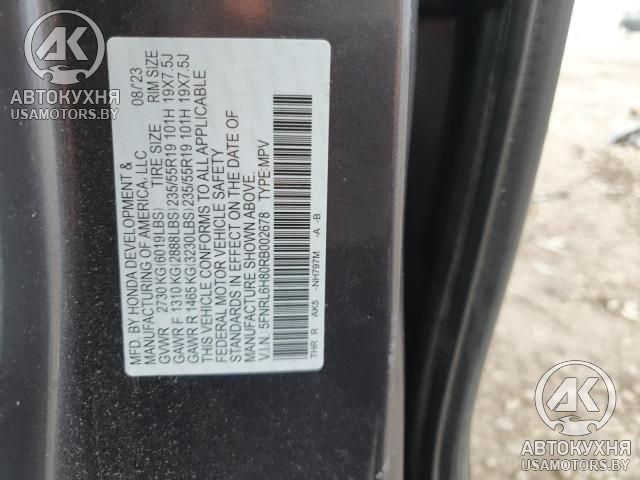 AK
АВТОКУХНЯ
USAMOTORS.BY
MFD. BY HONDA DEVELOPMENT & 08/23
MANUFACTURING OF AMERICA, LLC TIRE SIZE RIM SIZE
GVWR 2730 KG(6019LBS)
GAWR F 1310 KG(2888LBS)235/55R19 101H 19X7.5J
GAWR R 1465 KG(3230LBS)235/55R19 101H 19X7.5J
THIS VEHICLE CONFORMS TO ALL APPLICABLE
FEDERAL MOTOR VEHICLE SAFETY
STANDARDS IN EFFECT ON THE DATE OF
MANUFACTURE SHOWN ABOVE.
V.I.N.:5FNRL6H80RB002678 TYPE:MPV
THR R AK5 -NH797M -A -B
AK
АВТОКУХНЯ
USAMOTORS.BY